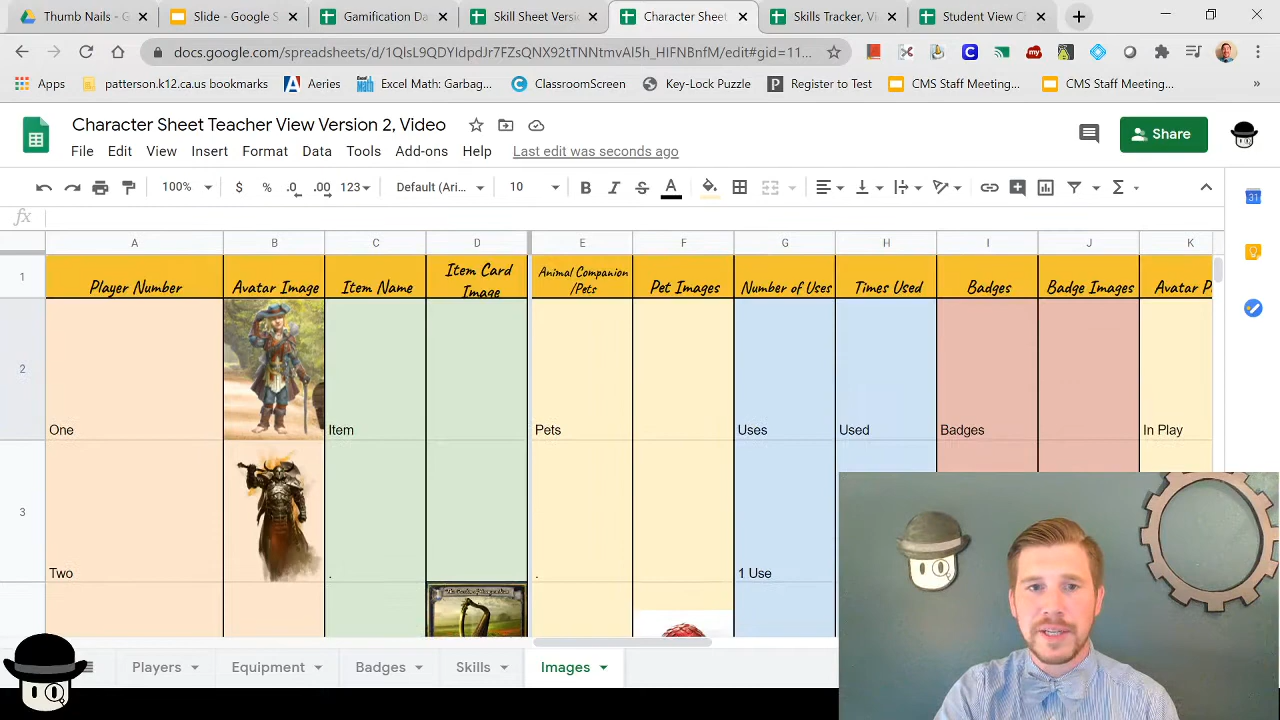 Thumb Nails - G
Slide - Google S
Gamification Da
Skill Sheet Versi
Character Sheet
Skills Tracker, Vi
Student View Ch
docs.google.com/spreadsheets/d/
Apps
patterson.k12.ca.us bookmarks
Aeries
Excel Math: Garbag...
ClassroomScreen
Key-Lock Puzzle
Register to Test
CMS Staff Meeting...
CMS Staff Meeting...
Character Sheet Teacher View Version 2, Video
Share
File Edit View Insert Format Data Tools Add-ons Help Last edit was seconds ago
100% $ % .0 .00 123 Default (Ari... 10 B I S A
fx
A B C D E F G H I J K
1 Player Number Avatar Image Item Name Item Card Image Animal Companion /Pets Pet Images Number of Uses Times Used Badges Badge Images Avatar P
2 One Item Pets Uses Used Badges In Play
3 Two . . 1 Use
Players Equipment Badges Skills Images